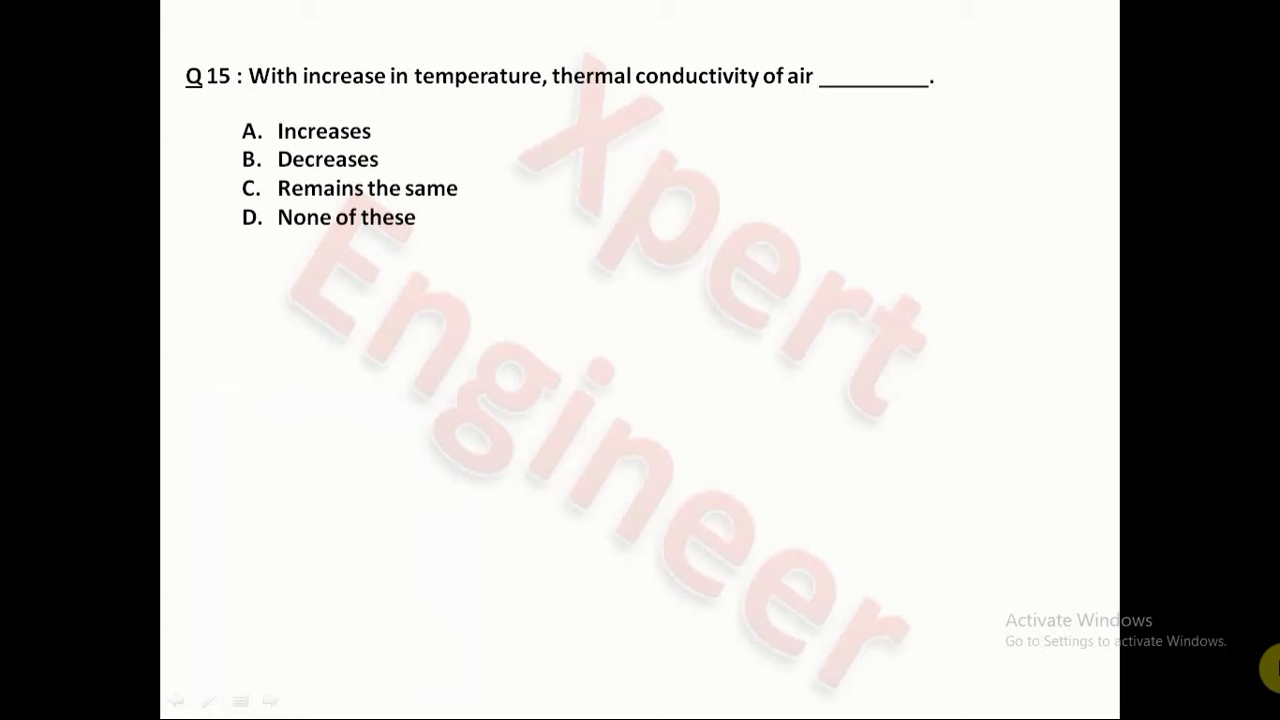 Q 15 : With increase in temperature, thermal conductivity of air __________.
A. Increases
B. Decreases
C. Remains the same
D. None of these
Xpert
Engineer
Activate Windows
Go to Settings to activate Windows.